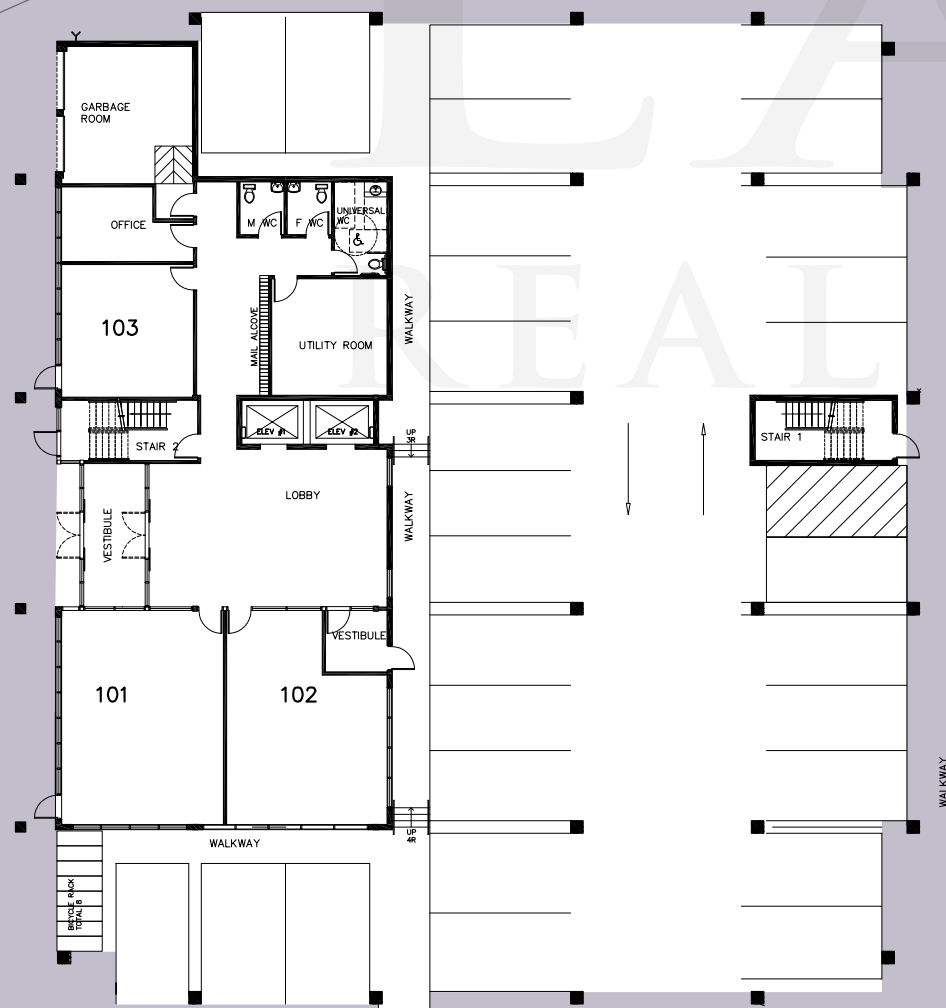 LA
Y
GARBAGE
ROOM
OFFICE
M WC
F WC
UNIVERSAL
WC
REAL
103
MAIL ALCOVE
UTILITY ROOM
WALKWAY
ELEV #1
ELEV #2
UP
3R
STAIR 2
STAIR 1
x
LOBBY
VESTIBULE
WALKWAY
VESTIBULE
101
102
WALKWAY
UP
4R
WALKWAY
BICYCLE RACK
TOTAL 8